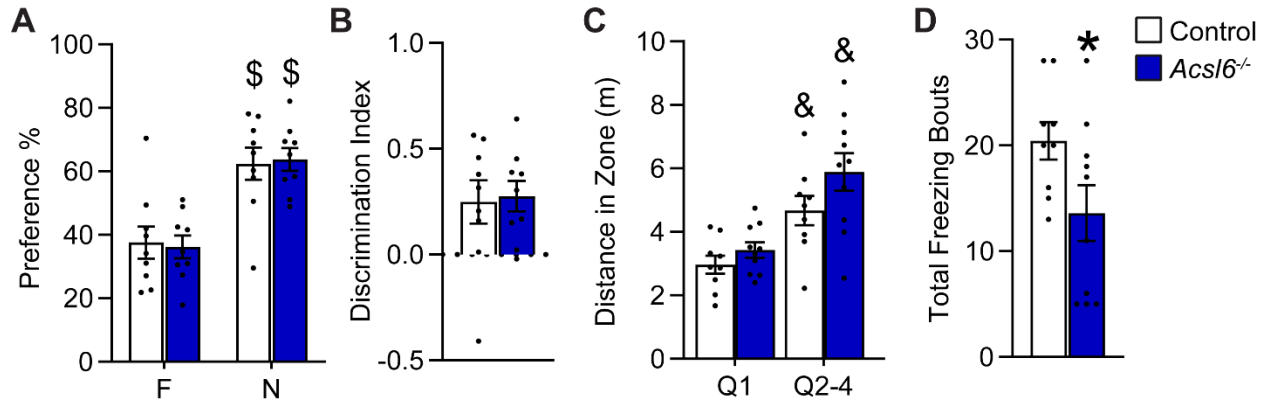 A
Preference %
100
80
60
40
20
0
$ $
F N
B
Discrimination Index
1.0
0.5
0.0
-0.5
C
Distance in Zone (m)
10
8
6
4
2
0
& &
Q1 Q2-4
D
Total Freezing Bouts
30
20
10
0
*
Control
Acsl6-/-